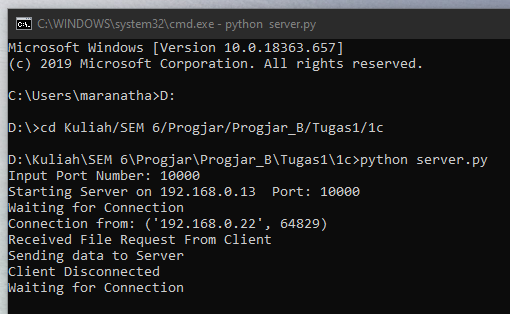 C:\WINDOWS\system32\cmd.exe - python  server.py
Microsoft Windows [Version 10.0.18363.657]
(c) 2019 Microsoft Corporation. All rights reserved.
C:\Users\maranatha>D:
D:\>cd Kuliah/SEM 6/Progjar/Progjar_B/Tugas1/1c
D:\Kuliah\SEM 6\Progjar\Progjar_B\Tugas1\1c>python server.py
Input Port Number: 10000
Starting Server on 192.168.0.13  Port: 10000
Waiting for Connection
Connection from: ('192.168.0.22', 64829)
Received File Request From Client
Sending data to Server
Client Disconnected
Waiting for Connection